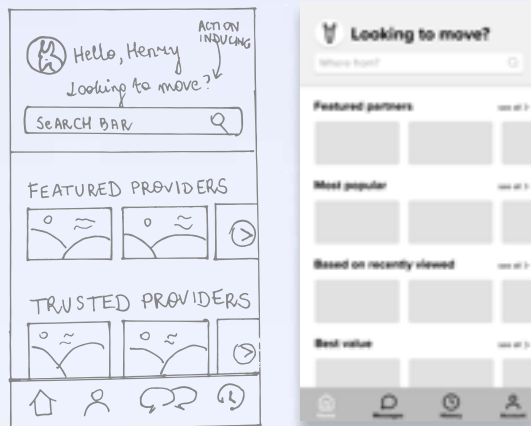 ACTION
INDUCING
Hello, Henry
Looking to move?
SEARCH BAR
FEATURED PROVIDERS
TRUSTED PROVIDERS
Looking to move?
Where from?
Featured partners
see all >
Most popular
see all >
Based on recently viewed
see all >
Best value
see all >
Messages
History
Account